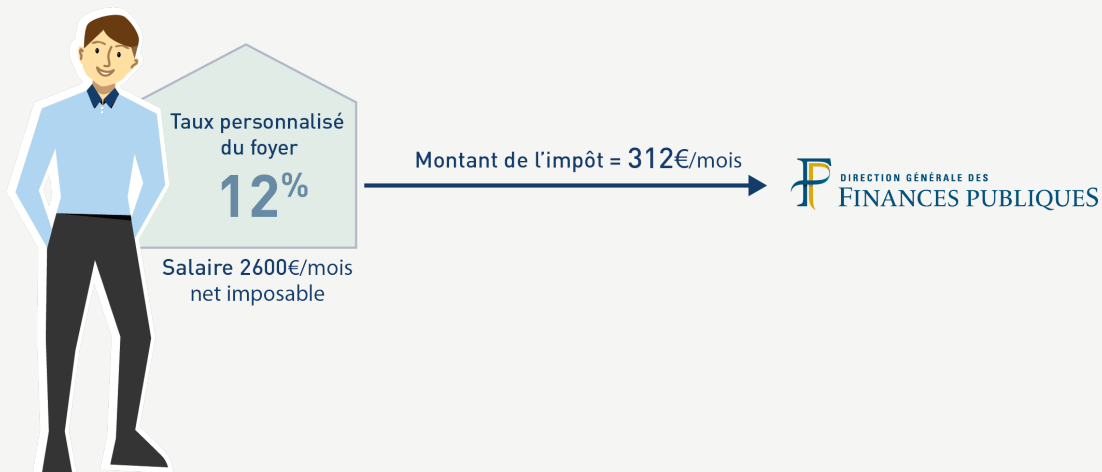 Taux personnalisé
du foyer
12%
Salaire 2600€/mois
net imposable
Montant de l'impôt = 312€/mois
DIRECTION GÉNÉRALE DES
FINANCES PUBLIQUES